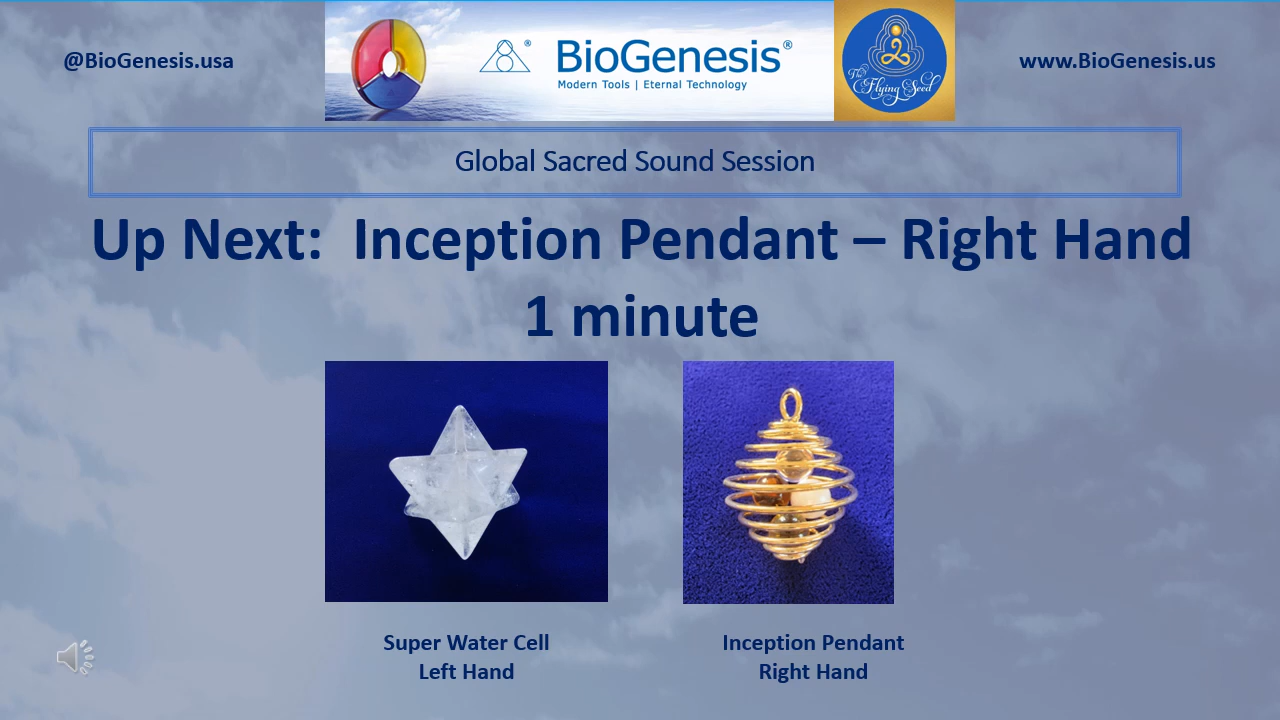 @BioGenesis.usa
BioGenesis®
Modern Tools | Eternal Technology
The
Flying Seed
www.BioGenesis.us
Global Sacred Sound Session
Up Next:  Inception Pendant – Right Hand
1 minute
Super Water Cell
Left Hand
Inception Pendant
Right Hand